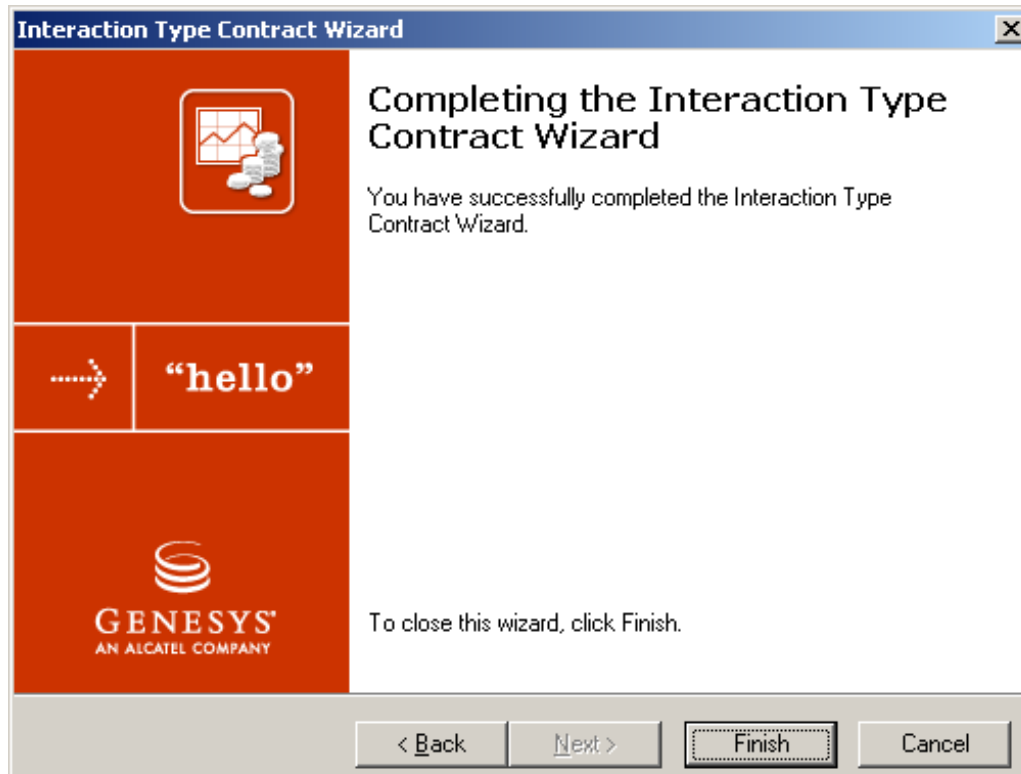 Interaction Type Contract Wizard
Completing the Interaction Type
Contract Wizard
You have successfully completed the Interaction Type
Contract Wizard.
“hello”
GENESYS
AN ALCATEL COMPANY
To close this wizard, click Finish.
< Back
Next >
Finish
Cancel